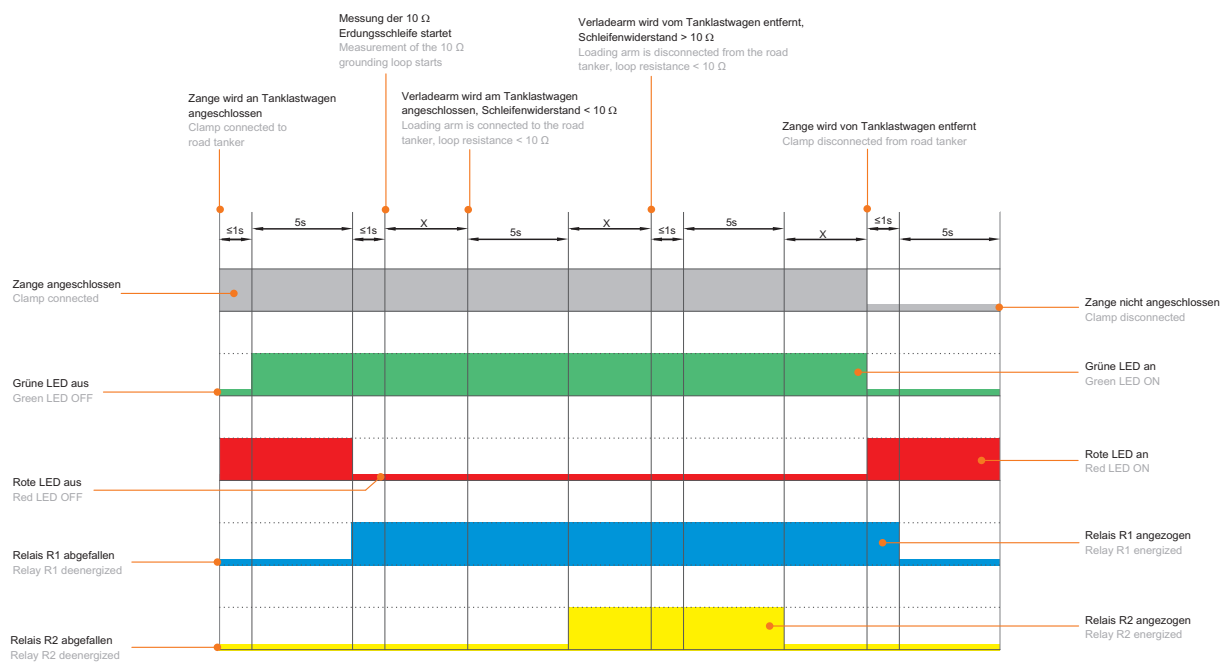 Messung der 10 Ω
Erdungsschleife startet
Measurement of the 10 Ω
grounding loop starts
Verladearm wird vom Tanklastwagen entfernt,
Schleifenwiderstand > 10 Ω
Loading arm is disconnected from the road
tanker, loop resistance < 10 Ω
Zange wird an Tanklastwagen
angeschlossen
Clamp connected to
road tanker
Verladearm wird am Tanklastwagen
angeschlossen, Schleifenwiderstand < 10 Ω
Loading arm is connected to the road
tanker, loop resistance < 10 Ω
Zange wird von Tanklastwagen entfernt
Clamp disconnected from road tanker
≤1s
5s
≤1s
X
5s
X
≤1s
5s
X
≤1s
5s
Zange angeschlossen
Clamp connected
Zange nicht angeschlossen
Clamp disconnected
Grüne LED aus
Green LED OFF
Grüne LED an
Green LED ON
Rote LED aus
Red LED OFF
Rote LED an
Red LED ON
Relais R1 abgefallen
Relay R1 deenergized
Relais R1 angezogen
Relay R1 energized
Relais R2 abgefallen
Relay R2 deenergized
Relais R2 angezogen
Relay R2 energized